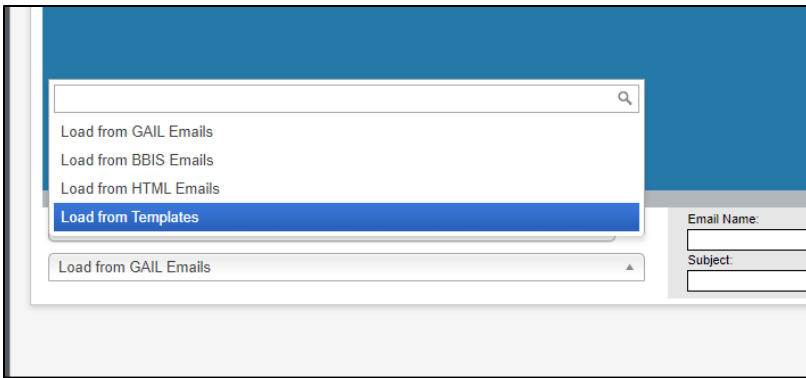 Load from GAIL Emails
Load from BBIS Emails
Load from HTML Emails
Load from Templates
Load from GAIL Emails
Email Name:
Subject: